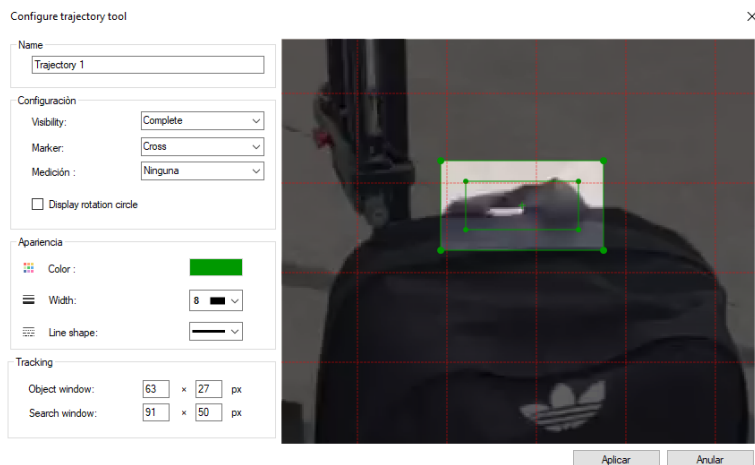 Configure trajectory tool
Name
Trajectory 1
Configuración
Visibility: Complete
Marker: Cross
Medición : Ninguna
Display rotation circle
Apariencia
Color :
Width: 8
Line shape:
Tracking
Object window: 63 × 27 px
Search window: 91 × 50 px
adidas
Aplicar Anular